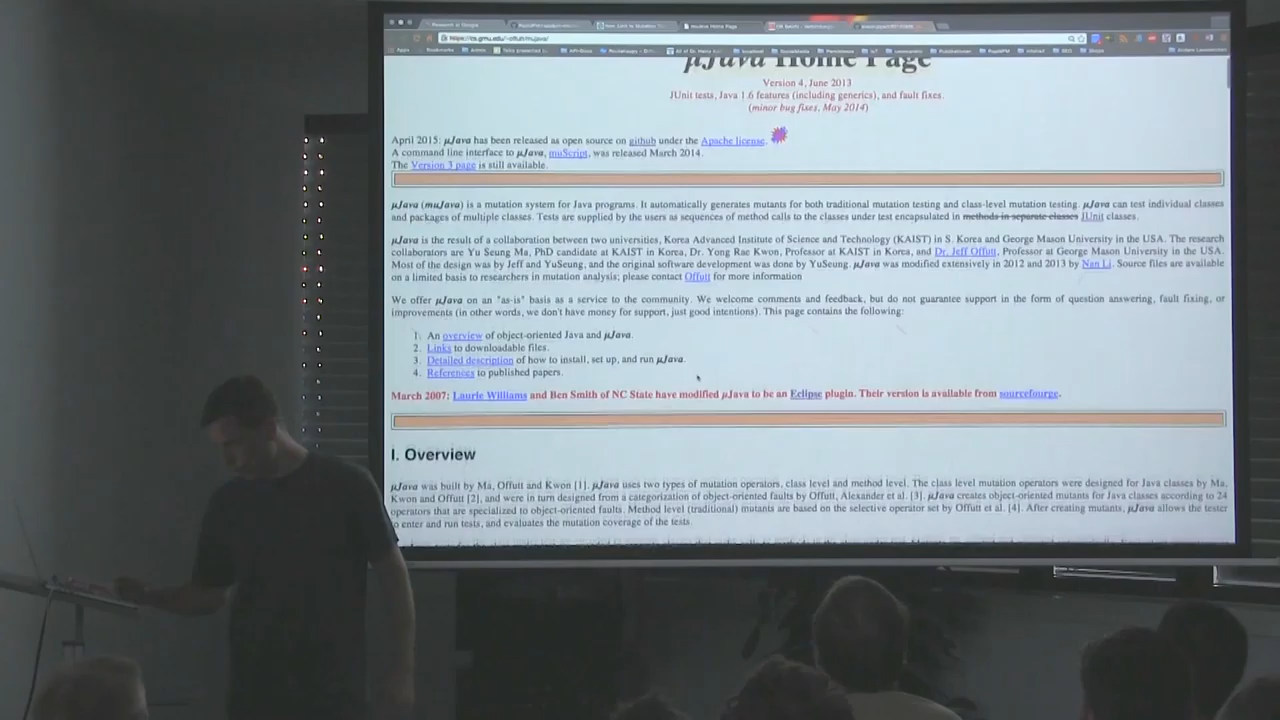 https://cs.gmu.edu/~offutt/mujava/
µJava Home Page
Version 4, June 2013
JUnit tests, Java 1.6 features (including generics), and fault fixes.
(minor bug fixes, May 2014)
April 2015: µJava has been released as open source on github under the Apache license.
A command line interface to µJava, muScript, was released March 2014.
The Version 3 page is still available.
µJava (muJava) is a mutation system for Java programs. It automatically generates mutants for both traditional mutation testing and class-level mutation testing. µJava can test individual classes
and packages of multiple classes. Tests are supplied by the users as sequences of method calls to the classes under test encapsulated in methods in separate classes JUnit classes.
µJava is the result of a collaboration between two universities, Korea Advanced Institute of Science and Technology (KAIST) in S. Korea and George Mason University in the USA. The research
collaborators are Yu Seung Ma, PhD candidate at KAIST in Korea, Dr. Yong Rae Kwon, Professor at KAIST in Korea, and Dr. Jeff Offutt, Professor at George Mason University in the USA.
Most of the design was by Jeff and YuSeung, and the original software development was done by YuSeung. µJava was modified extensively in 2012 and 2013 by Nan Li. Source files are available
on a limited basis to researchers in mutation analysis; please contact Offutt for more information
We offer µJava on an "as-is" basis as a service to the community. We welcome comments and feedback, but do not guarantee support in the form of question answering, fault fixing, or
improvements (in other words, we don't have money for support, just good intentions). This page contains the following:
1. An overview of object-oriented Java and µJava.
2. Links to downloadable files.
3. Detailed description of how to install, set up, and run µJava.
4. References to published papers.
March 2007: Laurie Williams and Ben Smith of NC State have modified µJava to be an Eclipse plugin. Their version is available from sourcefourge.
I. Overview
µJava was built by Ma, Offutt and Kwon [1]. µJava uses two types of mutation operators, class level and method level. The class level mutation operators were designed for Java classes by Ma,
Kwon and Offutt [2], and were in turn designed from a categorization of object-oriented faults by Offutt, Alexander et al. [3]. µJava creates object-oriented mutants for Java classes according to 24
operators that are specialized to object-oriented faults. Method level (traditional) mutants are based on the selective operator set by Offutt et al. [4]. After creating mutants, µJava allows the tester
to enter and run tests, and evaluates the mutation coverage of the tests.